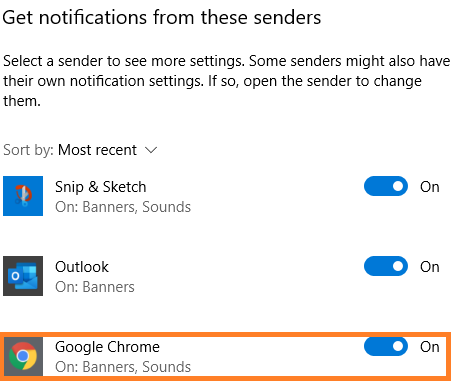 Get notifications from these senders
Select a sender to see more settings. Some senders might also have
their own notification settings. If so, open the sender to change
them.
Sort by: Most recent
Snip & Sketch
On
On: Banners, Sounds
Outlook
On
On: Banners
Google Chrome
On
On: Banners, Sounds